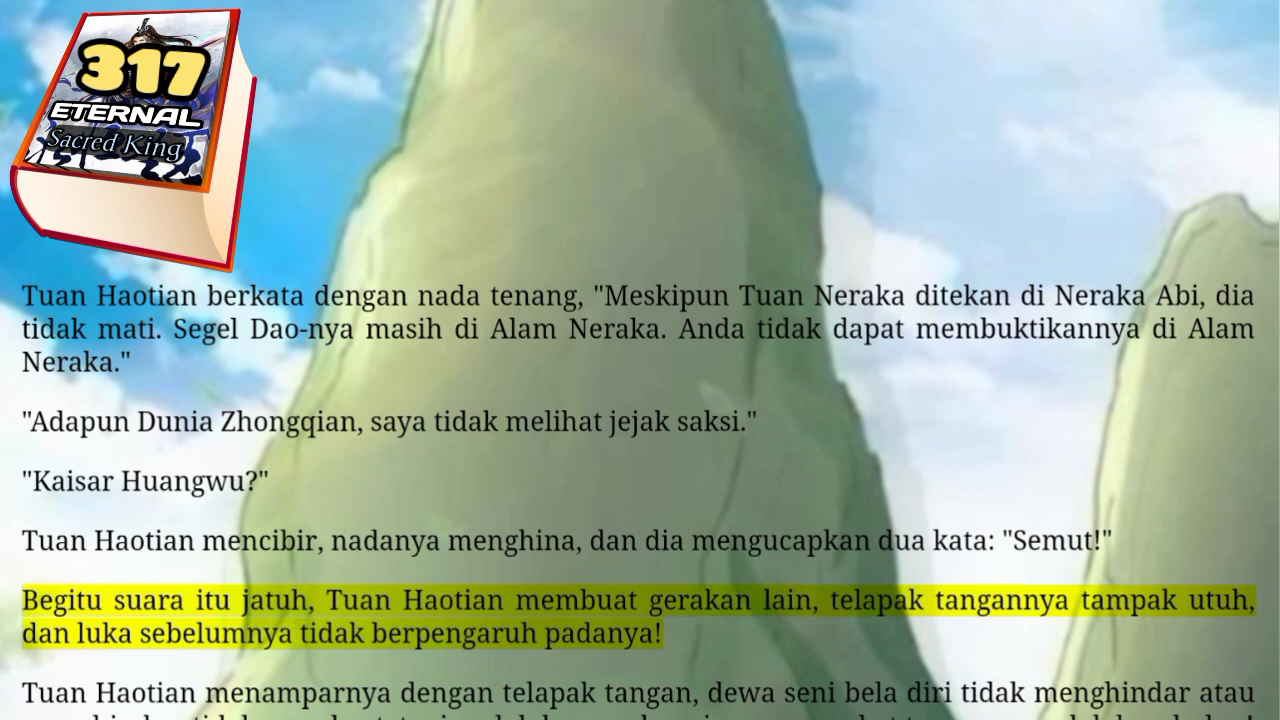 317
ETERNAL
Sacred King
Tuan Haotian berkata dengan nada tenang, "Meskipun Tuan Neraka ditekan di Neraka Abi, dia
tidak mati. Segel Dao-nya masih di Alam Neraka. Anda tidak dapat membuktikannya di Alam
Neraka."
"Adapun Dunia Zhongqian, saya tidak melihat jejak saksi."
"Kaisar Huangwu?"
Tuan Haotian mencibir, nadanya menghina, dan dia mengucapkan dua kata: "Semut!"
Begitu suara itu jatuh, Tuan Haotian membuat gerakan lain, telapak tangannya tampak utuh,
dan luka sebelumnya tidak berpengaruh padanya!
Tuan Haotian menamparnya dengan telapak tangan, dewa seni bela diri tidak menghindar atau